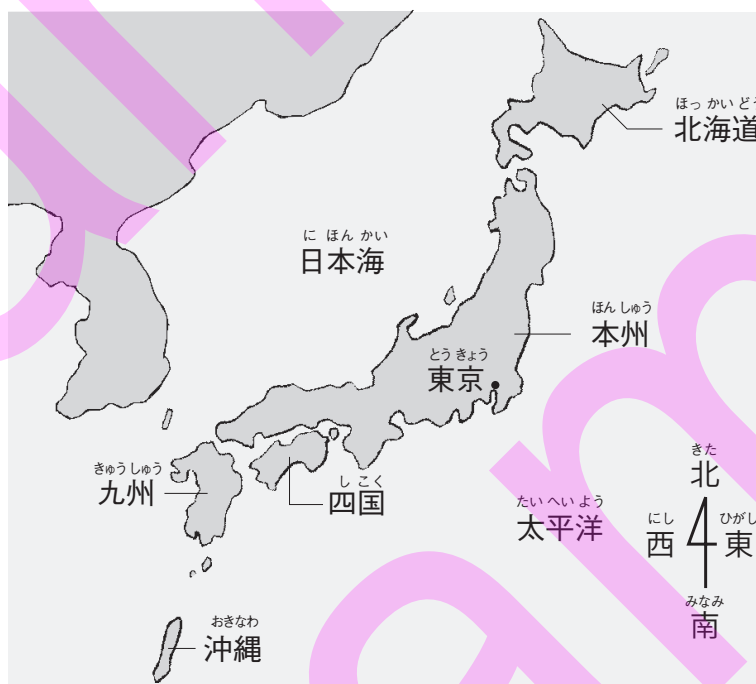 ほっかいどう
北海道
にほんかい
日本海
ほんしゅう
本州
とうきょう
東京
きゅうしゅう
九州
しこく
四国
たいへいよう
太平洋
きた
北
にし
西
ひがし
東
みなみ
南
おきなわ
沖縄